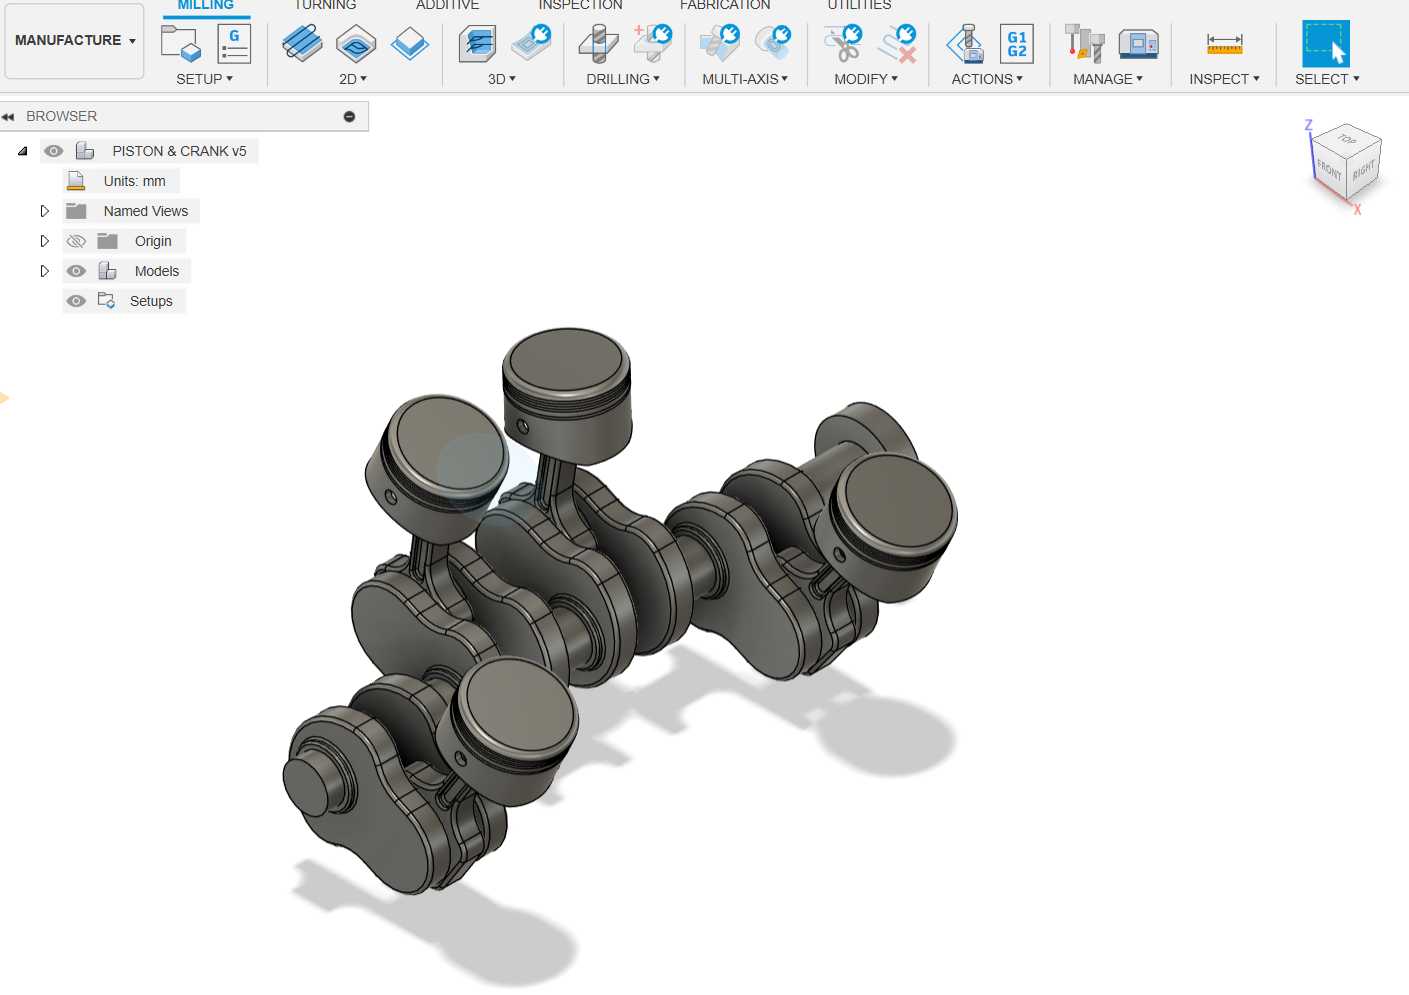 MILLING TURNING ADDITIVE INSPECTION FABRICATION UTILITIES
MANUFACTURE
G
G1
G2
SETUP 2D 3D DRILLING MULTI-AXIS MODIFY ACTIONS MANAGE INSPECT SELECT
BROWSER
PISTON & CRANK v5
Units: mm
Named Views
Origin
Models
Setups
Z
TOP
FRONT
RIGHT
X